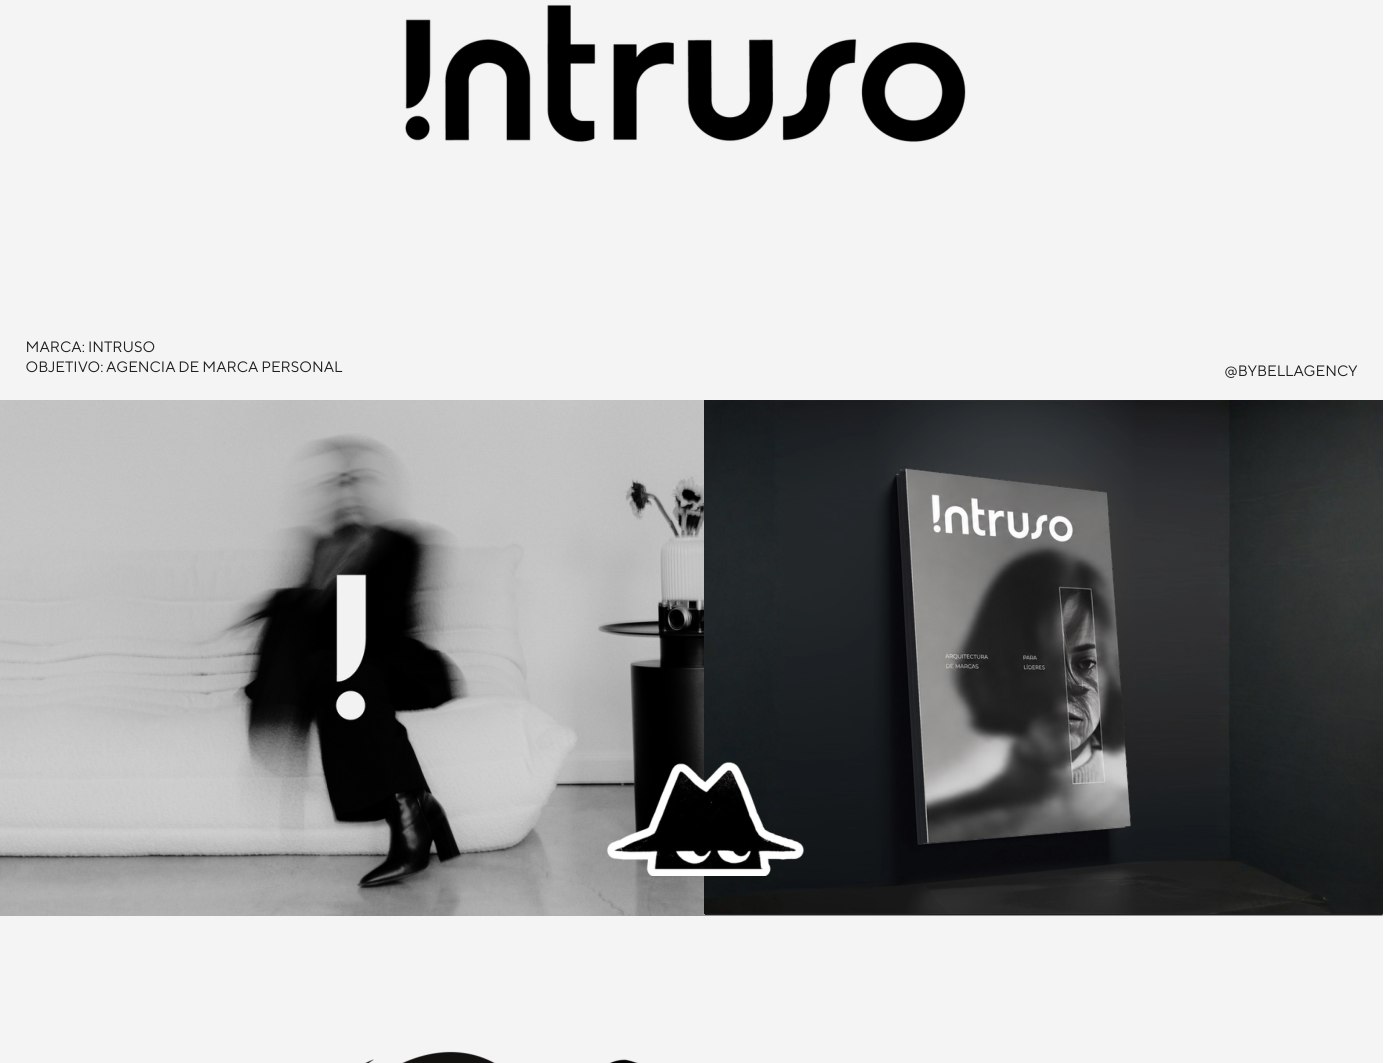 !ntruso
MARCA: INTRUSO
OBJETIVO: AGENCIA DE MARCA PERSONAL
@BYBELLAGENCY
!
!ntruso
ARQUITECTURA
DE MARCAS
PARA
LÍDERES